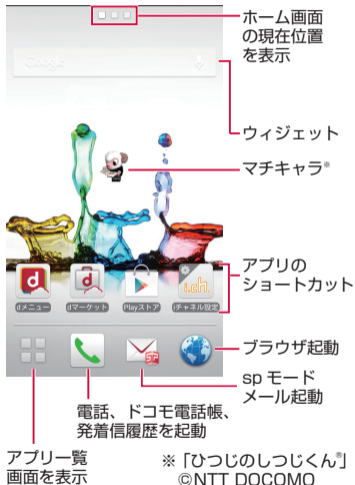 ホーム画面
の現在位置
を表示
Google
ウィジェット
マチキャラ※
アプリの
ショートカット
dメニュー
dマーケット
Playストア
iチャネル設定
ブラウザ起動
sp モード
メール起動
電話、ドコモ電話帳、
発着信履歴を起動
アプリ一覧
画面を表示
※「ひつじのしつじくん®」
©NTT DOCOMO